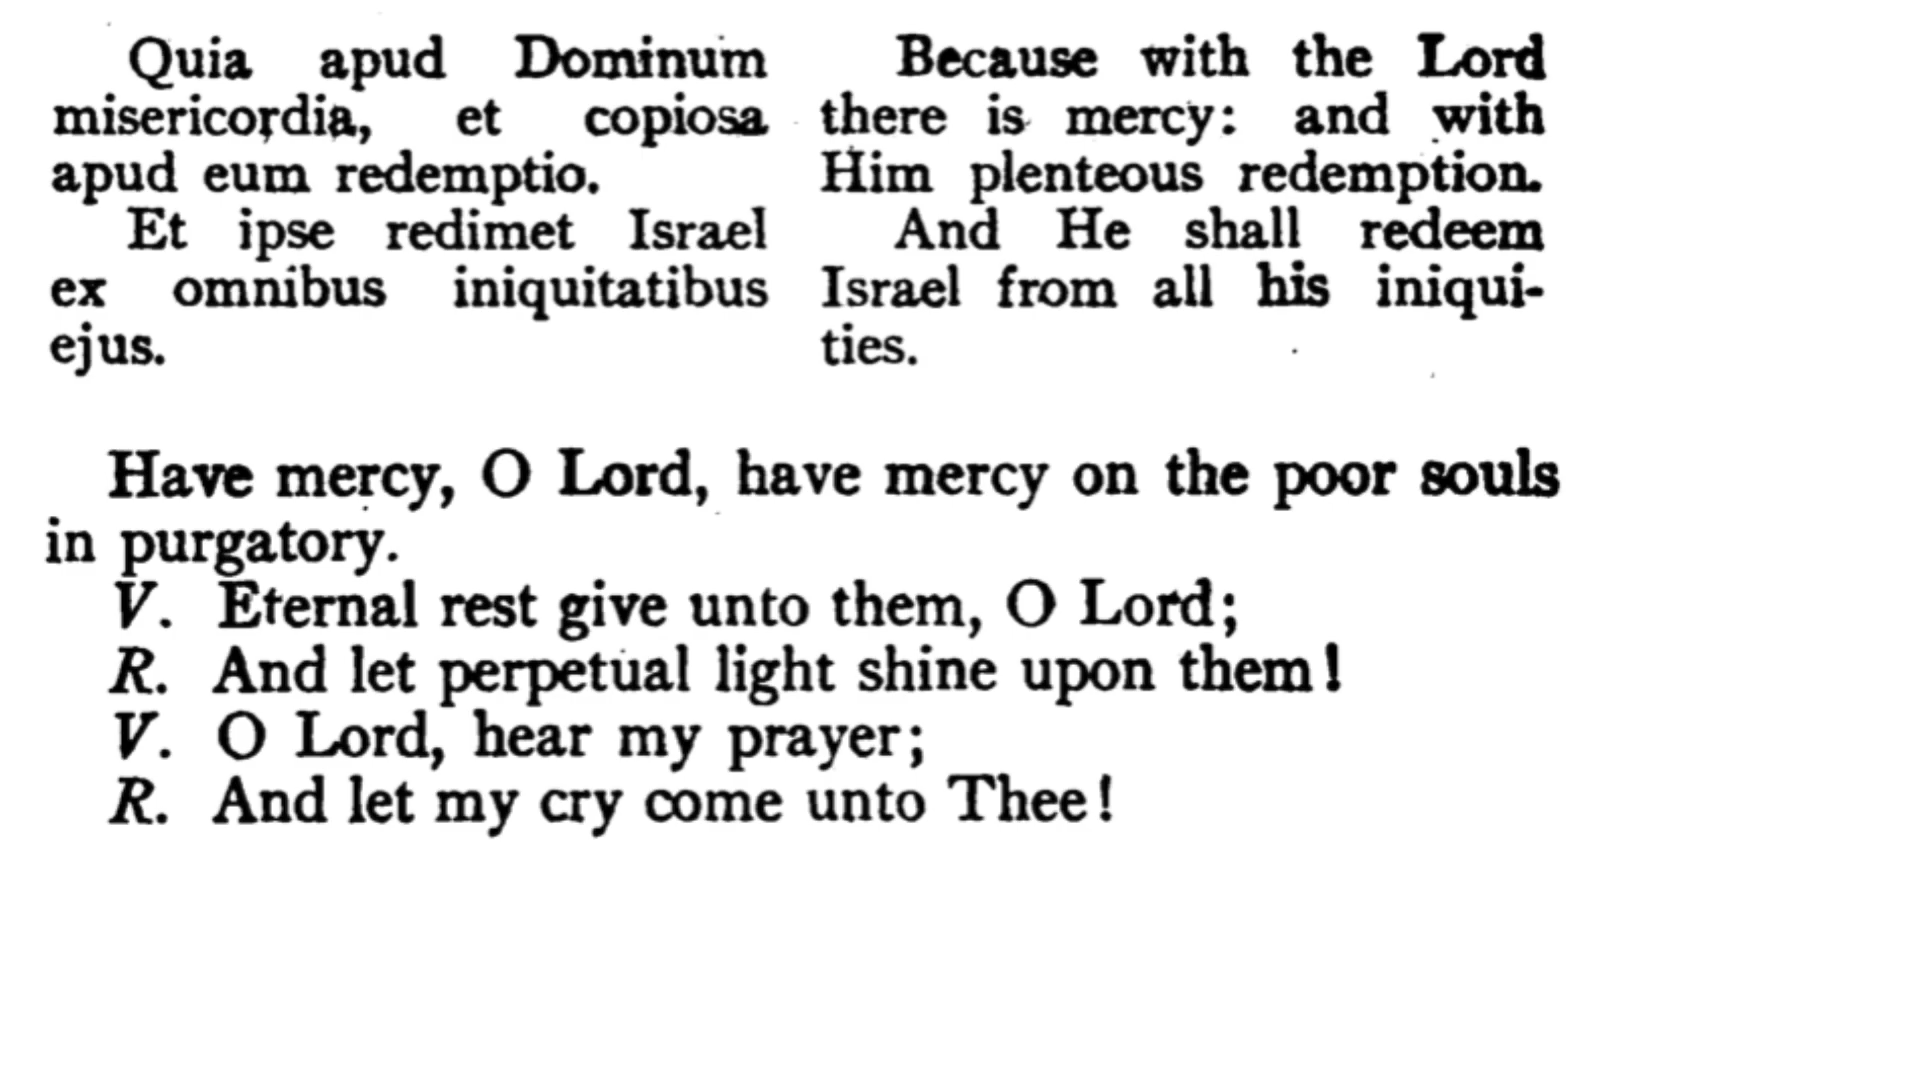 Quia apud Dominum
misericordia, et copiosa
apud eum redemptio.
Et ipse redimet Israel
ex omnibus iniquitatibus
ejus.
Because with the Lord
there is mercy: and with
Him plenteous redemption.
And He shall redeem
Israel from all his iniqui-
ties.
Have mercy, O Lord, have mercy on the poor souls
in purgatory.
V. Eternal rest give unto them, O Lord;
R. And let perpetual light shine upon them!
V. O Lord, hear my prayer;
R. And let my cry come unto Thee!